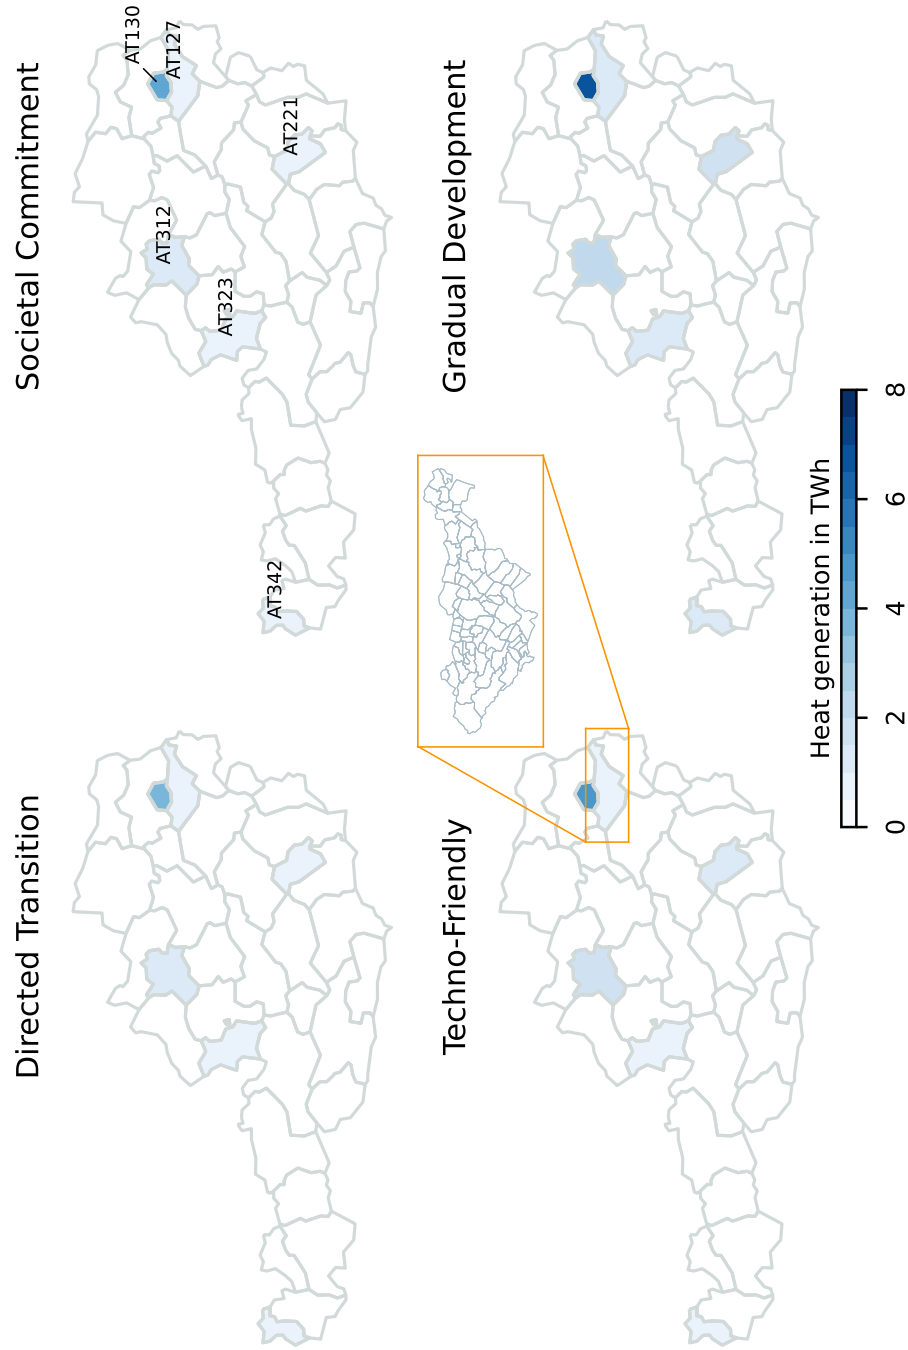 Directed Transition
Societal Commitment
AT130
AT127
AT312
AT221
AT323
AT342
Techno-Friendly
Gradual Development
Heat generation in TWh
0
2
4
6
8